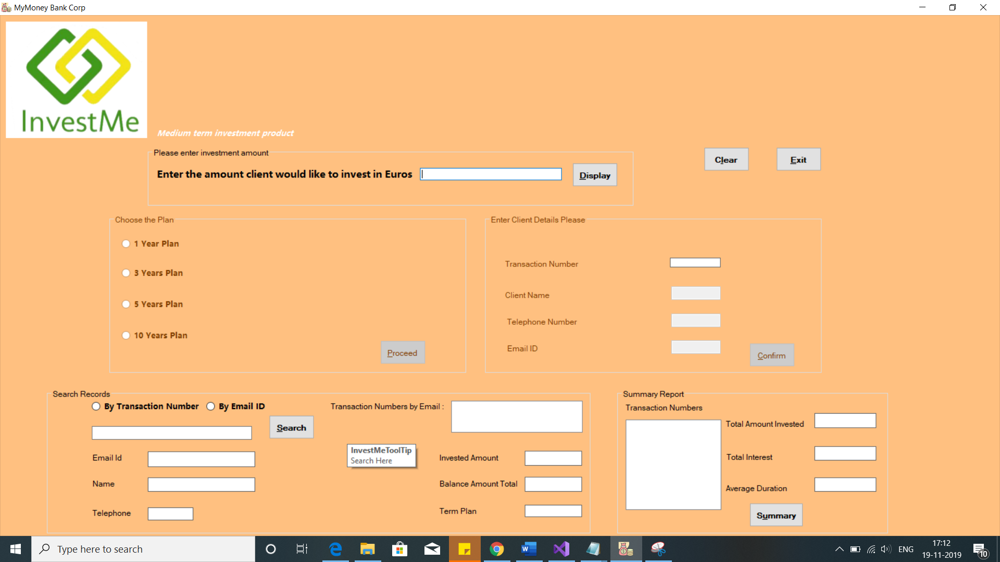 MyMoney Bank Corp
InvestMe
Medium term investment product
Please enter investment amount
Enter the amount client would like to invest in Euros
Display
Clear
Exit
Choose the Plan
1 Year Plan
3 Years Plan
5 Years Plan
10 Years Plan
Proceed
Enter Client Details Please
Transaction Number
Client Name
Telephone Number
Email ID
Confirm
Search Records
By Transaction Number
By Email ID
Search
Transaction Numbers by Email :
Email Id
Name
Telephone
InvestMeToolTip
Search Here
Invested Amount
Balance Amount Total
Term Plan
Summary Report
Transaction Numbers
Total Amount Invested
Total Interest
Average Duration
Summary
Type here to search
ENG
17:12
19-11-2019
10